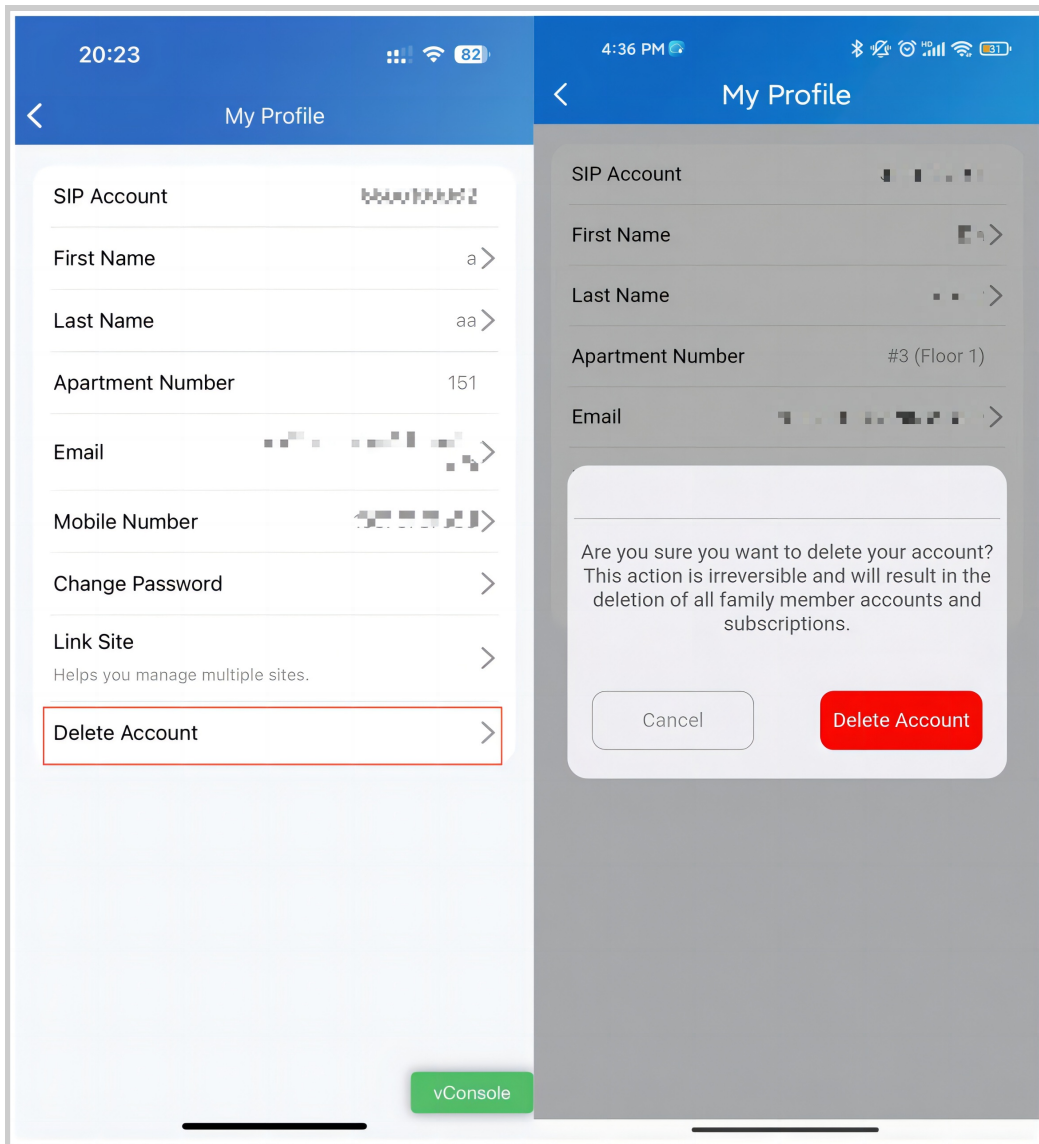 20:23
82
My Profile
SIP Account
First Name
a
Last Name
aa
Apartment Number
151
Email
Mobile Number
Change Password
Link Site
Helps you manage multiple sites.
Delete Account
vConsole
4:36 PM
HD
31
My Profile
SIP Account
First Name
Last Name
Apartment Number
#3 (Floor 1)
Email
Are you sure you want to delete your account?
This action is irreversible and will result in the
deletion of all family member accounts and
subscriptions.
Cancel
Delete Account